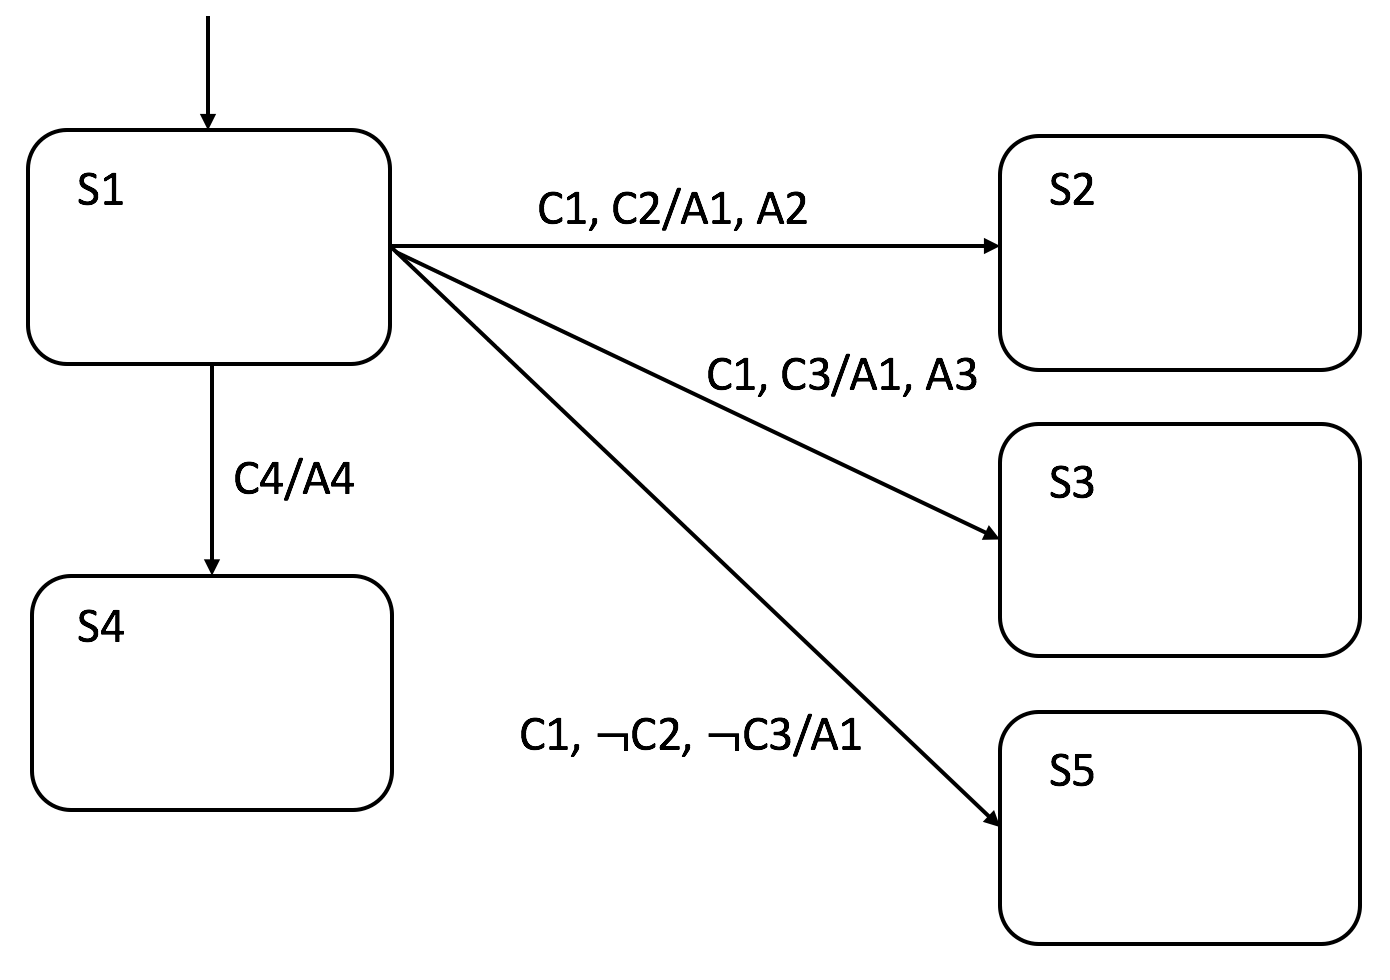 S1
C1, C2/A1, A2
S2
C1, C3/A1, A3
C4/A4
S3
S4
C1, ¬C2, ¬C3/A1
S5